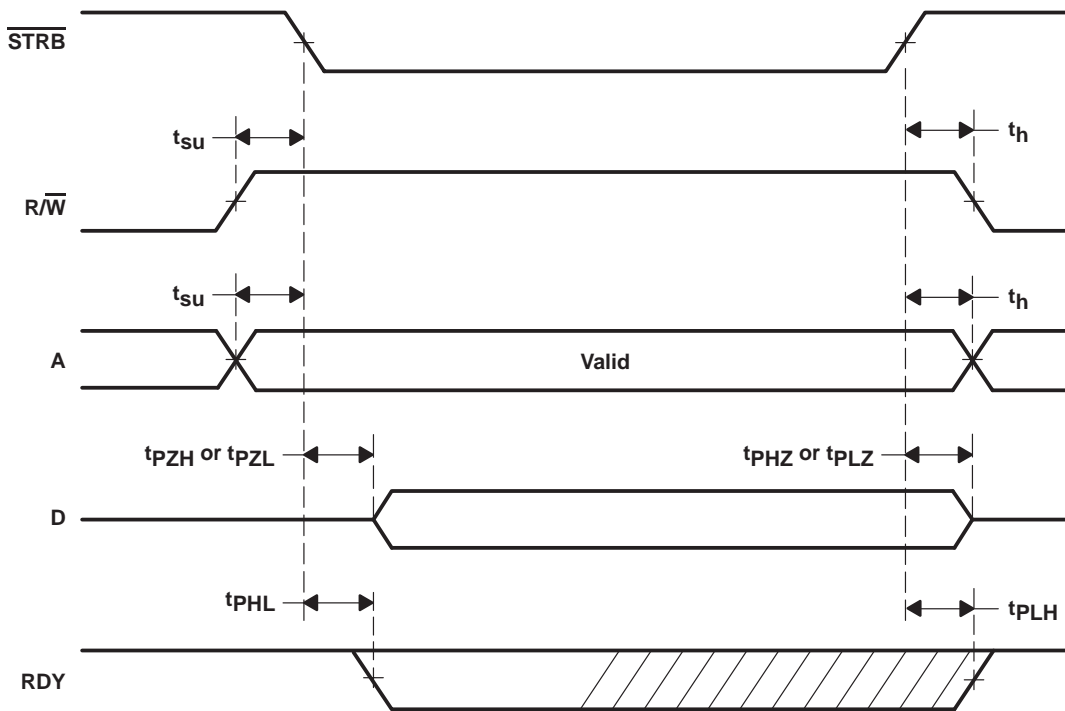 STRB
tsu
th
R/W
tsu
th
A
Valid
tPZH or tPZL
tPHZ or tPLZ
D
tPHL
tPLH
RDY